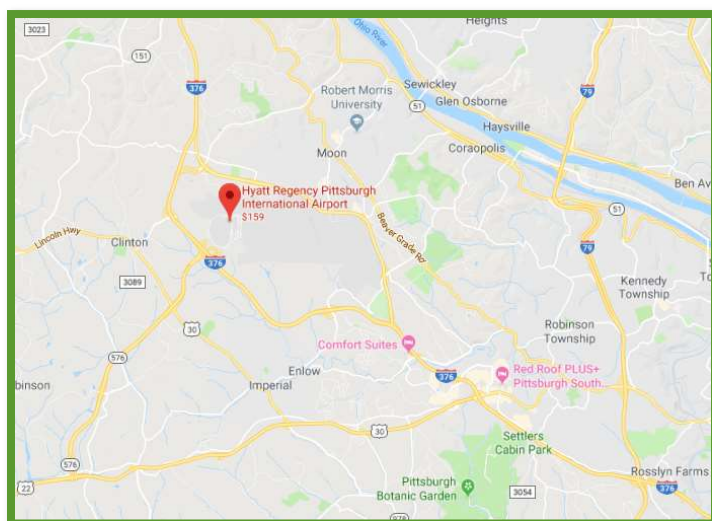 Heights
3023
Ohio River
151
376
Sewickley
79
Robert Morris
University
51
Glen Osborne
Haysville
Moon
Coraopolis
Ben Av
Hyatt Regency Pittsburgh
International Airport
$159
51
Beaver Grade Rd
Lincoln Hwy
Clinton
376
79
3089
Kennedy
Township
30
Robinson
Township
Comfort Suites
576
Enlow
376
Red Roof PLUS+
Pittsburgh South...
binson
Imperial
30
Settlers
Cabin Park
576
Rosslyn Farms
22
Pittsburgh
Botanic Garden
3054
376
978